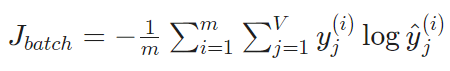 J_{batch} = -\frac{1}{m} \sum_{i=1}^{m} \sum_{j=1}^{V} y_j^{(i)} \log \hat{y}_j^{(i)}